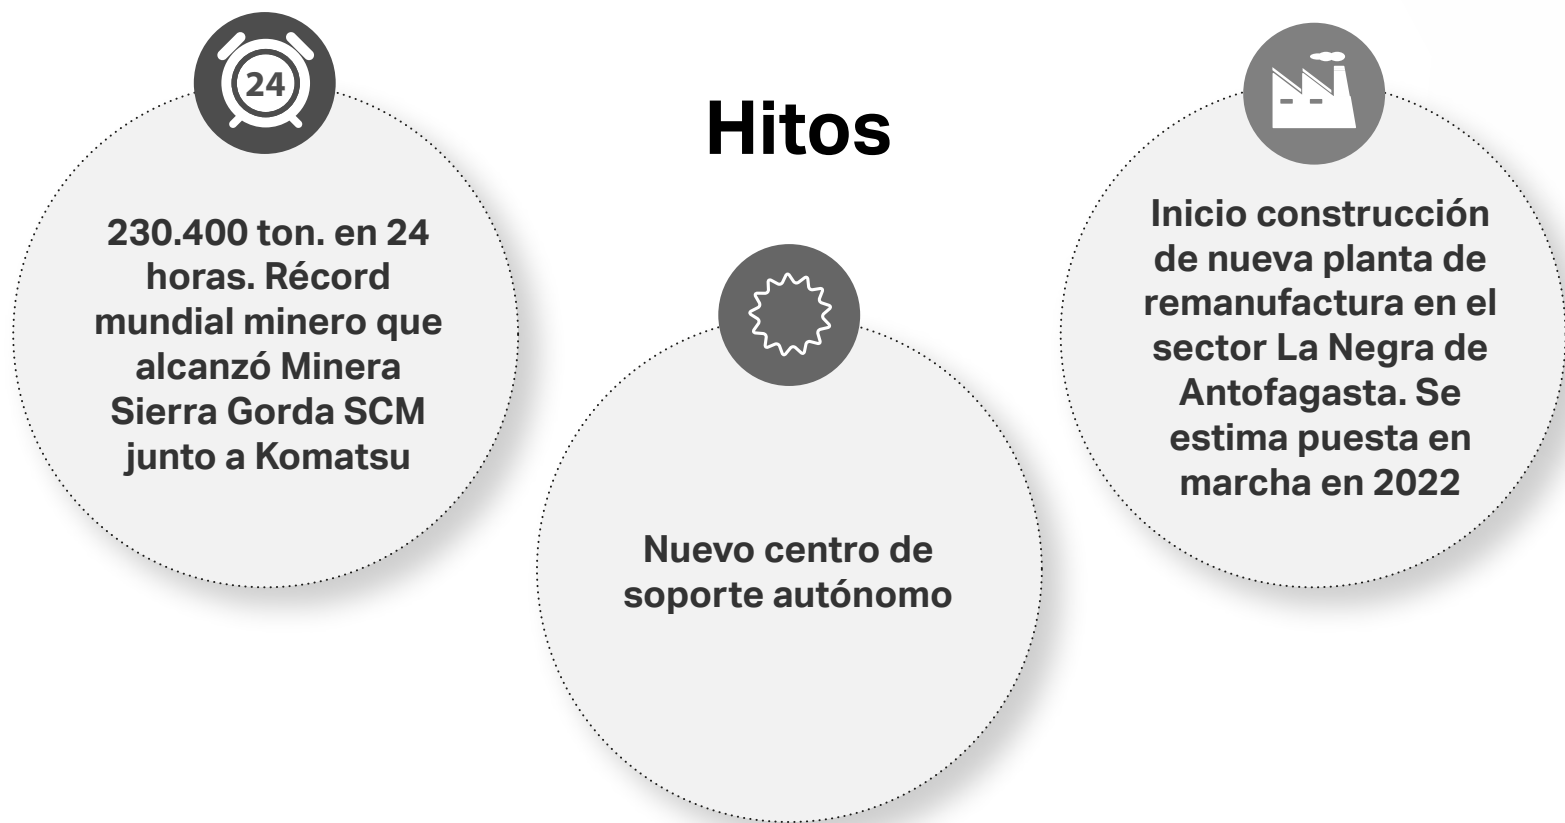 Hitos
24
230.400 ton. en 24
horas. Récord
mundial minero que
alcanzó Minera
Sierra Gorda SCM
junto a Komatsu
Nuevo centro de
soporte autónomo
Inicio construcción
de nueva planta de
remanufactura en el
sector La Negra de
Antofagasta. Se
estima puesta en
marcha en 2022